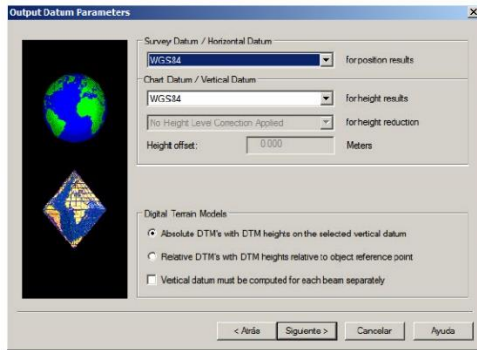 Output Datum Parameters
Survey Datum / Horizontal Datum
WGS84 for position results
Chart Datum / Vertical Datum
WGS84 for height results
No Height Level Correction Applied for height reduction
Height offset: 0.000 Meters
Digital Terrain Models
Absolute DTM's with DTM heights on the selected vertical datum
Relative DTM's with DTM heights relative to object reference point
Vertical datum must be computed for each beam separately
< Atrás Siguiente > Cancelar Ayuda